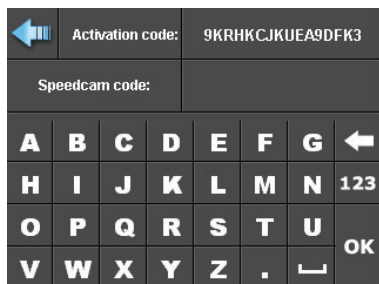 Activation code: 9KRHKCJKUEA9DFK3
Speedcam code:
A B C D E F G
H I J K L M N 123
O P Q R S T U
OK
V W X Y Z .